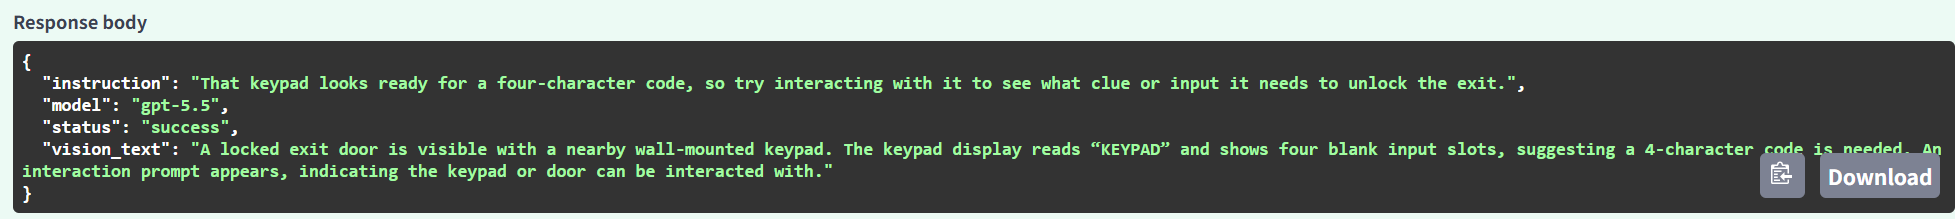 Response body
{
"instruction": "That keypad looks ready for a four-character code, so try interacting with it to see what clue or input it needs to unlock the exit.",
"model": "gpt-5.5",
"status": "success",
"vision_text": "A locked exit door is visible with a nearby wall-mounted keypad. The keypad display reads “KEYPAD” and shows four blank input slots, suggesting a 4-character code is needed. An
interaction prompt appears, indicating the keypad or door can be interacted with."
}
Download